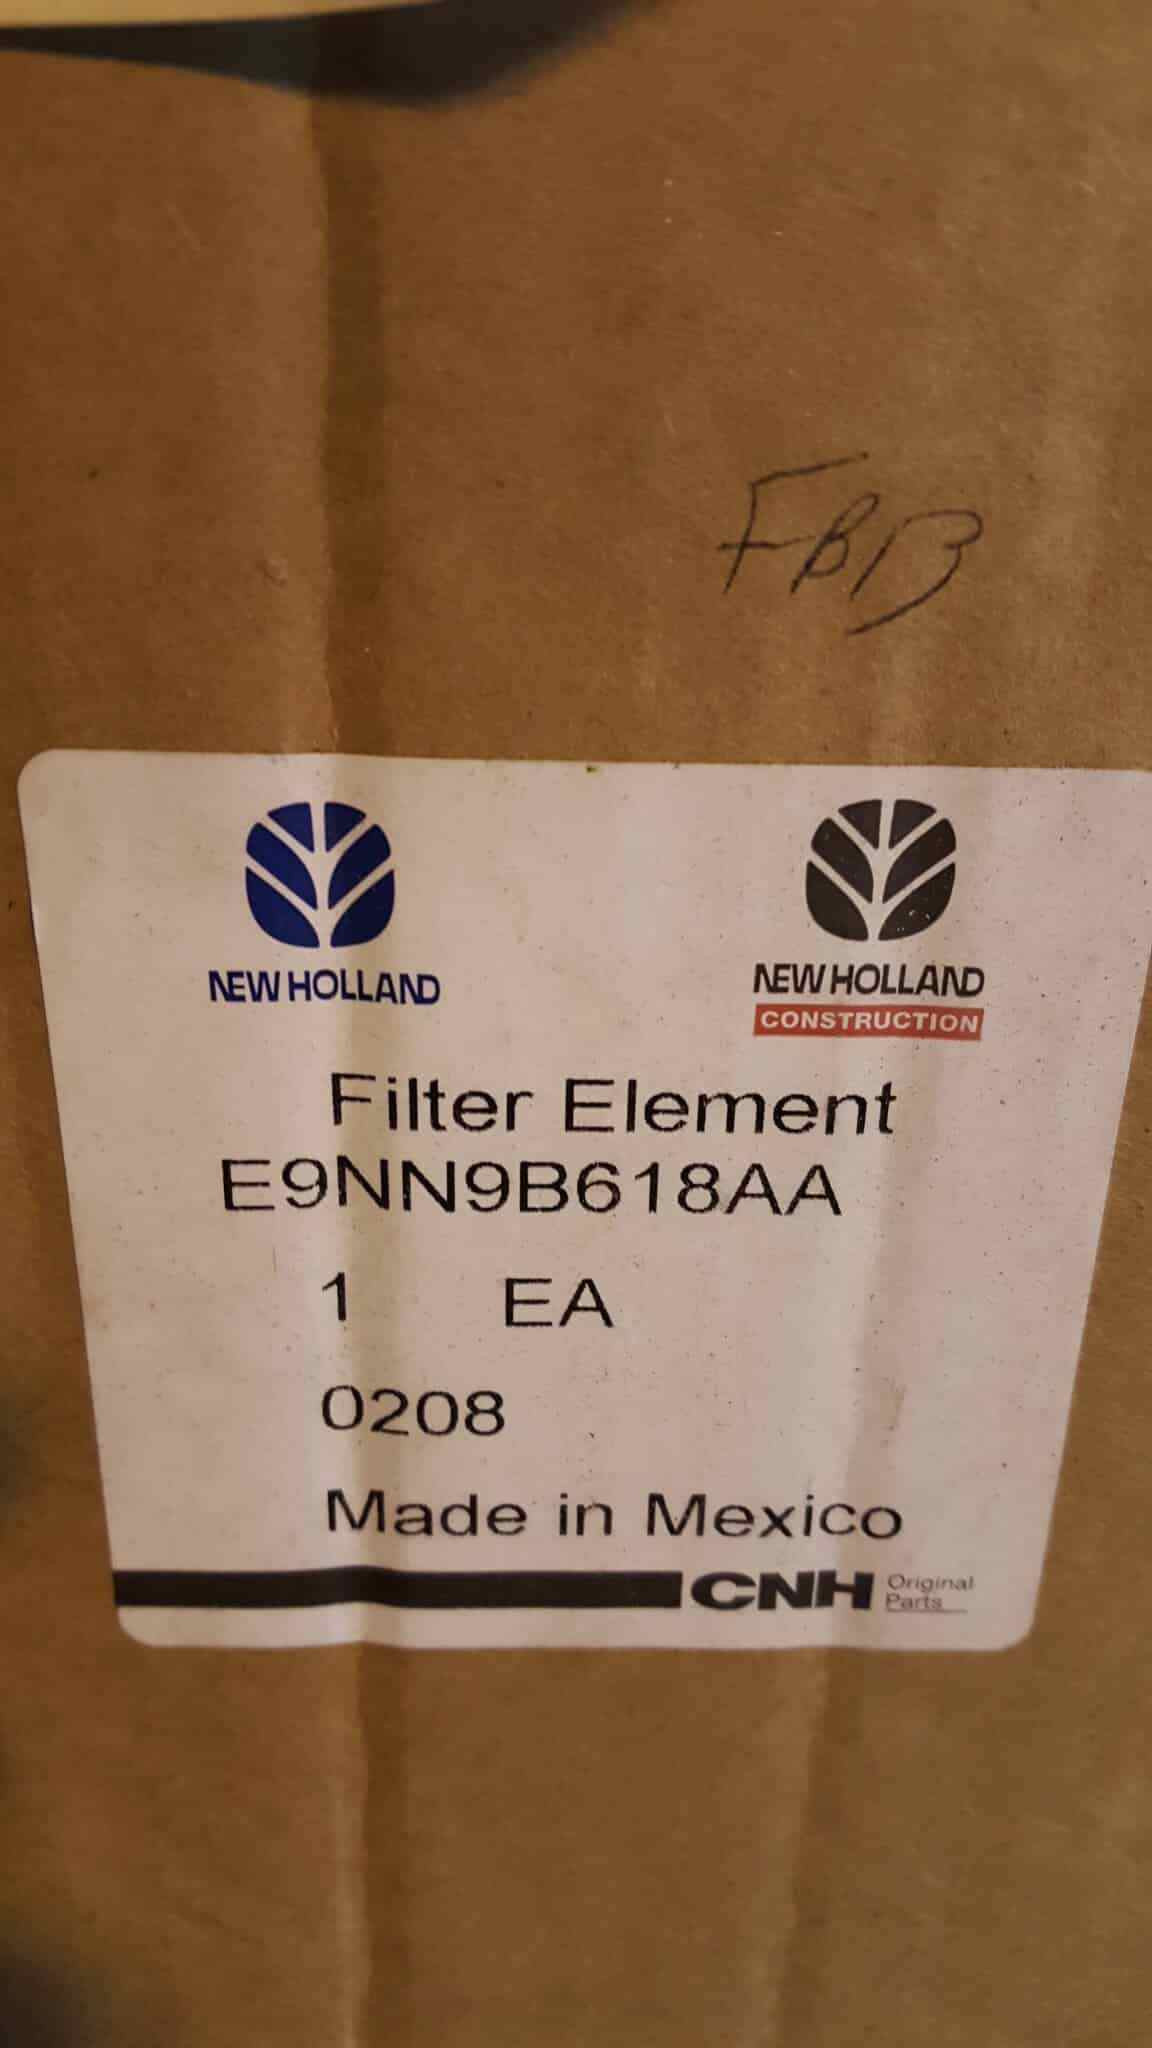 FB13
NEW HOLLAND
NEW HOLLAND
CONSTRUCTION
Filter Element
E9NN9B618AA
1 EA
0208
Made in Mexico
CNH Original
Parts